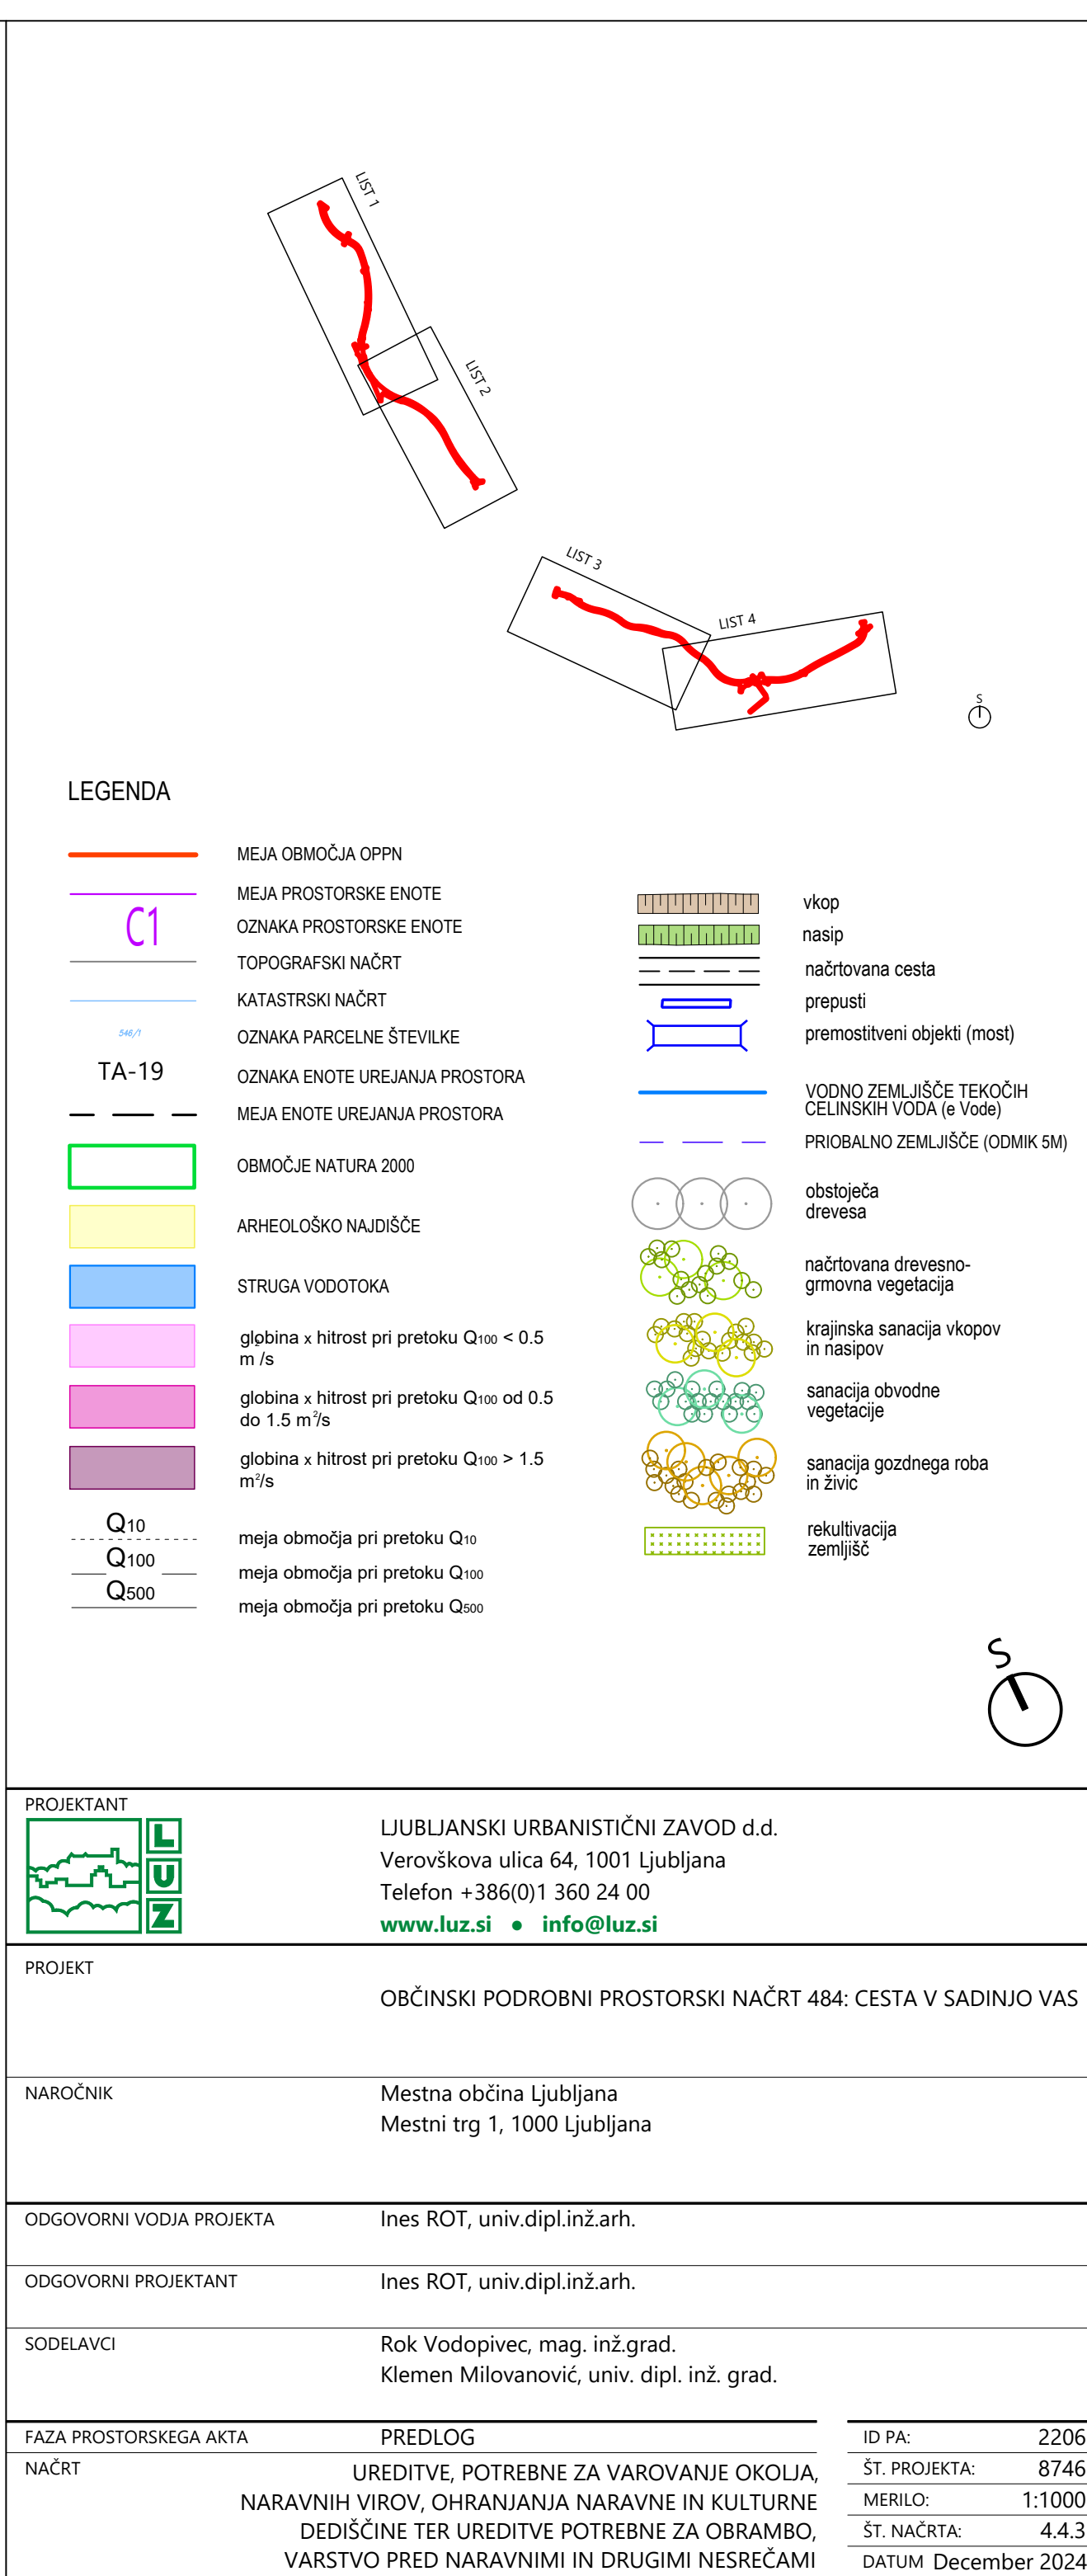 LIST 1
LIST 2
LIST 3
LIST 4
S
LEGENDA
MEJA OBMOČJA OPPN
MEJA PROSTORSKE ENOTE
C1
OZNAKA PROSTORSKE ENOTE
TOPOGRAFSKI NAČRT
KATASTRSKI NAČRT
546/1
OZNAKA PARCELNE ŠTEVILKE
TA-19
OZNAKA ENOTE UREJANJA PROSTORA
MEJA ENOTE UREJANJA PROSTORA
OBMOČJE NATURA 2000
ARHEOLOŠKO NAJDIŠČE
STRUGA VODOTOKA
globina x hitrost pri pretoku Q100 < 0.5
m2/s
globina x hitrost pri pretoku Q100 od 0.5
do 1.5 m2/s
globina x hitrost pri pretoku Q100 > 1.5
m2/s
Q10
meja območja pri pretoku Q10
Q100
meja območja pri pretoku Q100
Q500
meja območja pri pretoku Q500
vkop
nasip
načrtovana cesta
prepusti
premostitveni objekti (most)
VODNO ZEMLJIŠČE TEKOČIH
CELINSKIH VODA (e Vode)
PRIOBALNO ZEMLJIŠČE (ODMIK 5M)
obstoječa
drevesa
načrtovana drevesno-
grmovna vegetacija
krajinska sanacija vkopov
in nasipov
sanacija obvodne
vegetacije
sanacija gozdnega roba
in živic
rekultivacija
zemljišč
S
PROJEKTANT
L
U
Z
LJUBLJANSKI URBANISTIČNI ZAVOD d.d.
Verovškova ulica 64, 1001 Ljubljana
Telefon +386(0)1 360 24 00
www.luz.si ● info@luz.si
PROJEKT
OBČINSKI PODROBNI PROSTORSKI NAČRT 484: CESTA V SADINJO VAS
NAROČNIK
Mestna občina Ljubljana
Mestni trg 1, 1000 Ljubljana
ODGOVORNI VODJA PROJEKTA
Ines ROT, univ.dipl.inž.arh.
ODGOVORNI PROJEKTANT
Ines ROT, univ.dipl.inž.arh.
SODELAVCI
Rok Vodopivec, mag. inž.grad.
Klemen Milovanović, univ. dipl. inž. grad.
FAZA PROSTORSKEGA AKTA
PREDLOG
NAČRT
UREDITVE, POTREBNE ZA VAROVANJE OKOLJA,
NARAVNIH VIROV, OHRANJANJA NARAVNE IN KULTURNE
DEDIŠČINE TER UREDITVE POTREBNE ZA OBRAMBO,
VARSTVO PRED NARAVNIMI IN DRUGIMI NESREČAMI
ID PA: 2206
ŠT. PROJEKTA: 8746
MERILO: 1:1000
ŠT. NAČRTA: 4.4.3
DATUM December 2024